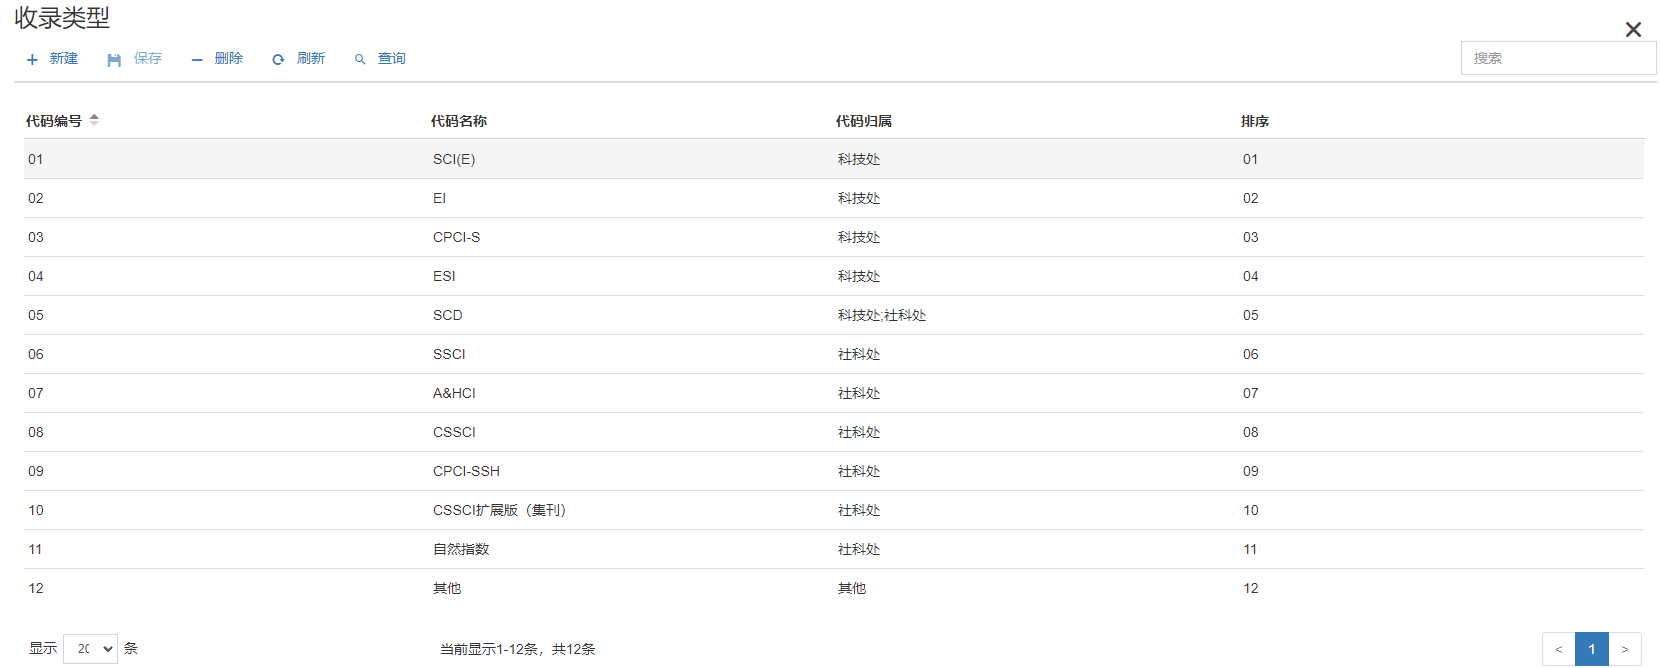 收录类型
新建 保存 删除 刷新 查询 搜索
代码编号 代码名称 代码归属 排序
01 SCI(E) 科技处 01
02 EI 科技处 02
03 CPCI-S 科技处 03
04 ESI 科技处 04
05 SCD 科技处;社科处 05
06 SSCI 社科处 06
07 A&HCI 社科处 07
08 CSSCI 社科处 08
09 CPCI-SSH 社科处 09
10 CSSCI扩展版（集刊） 社科处 10
11 自然指数 社科处 11
12 其他 其他 12
显示 20 条 当前显示1-12条，共12条 < 1 >